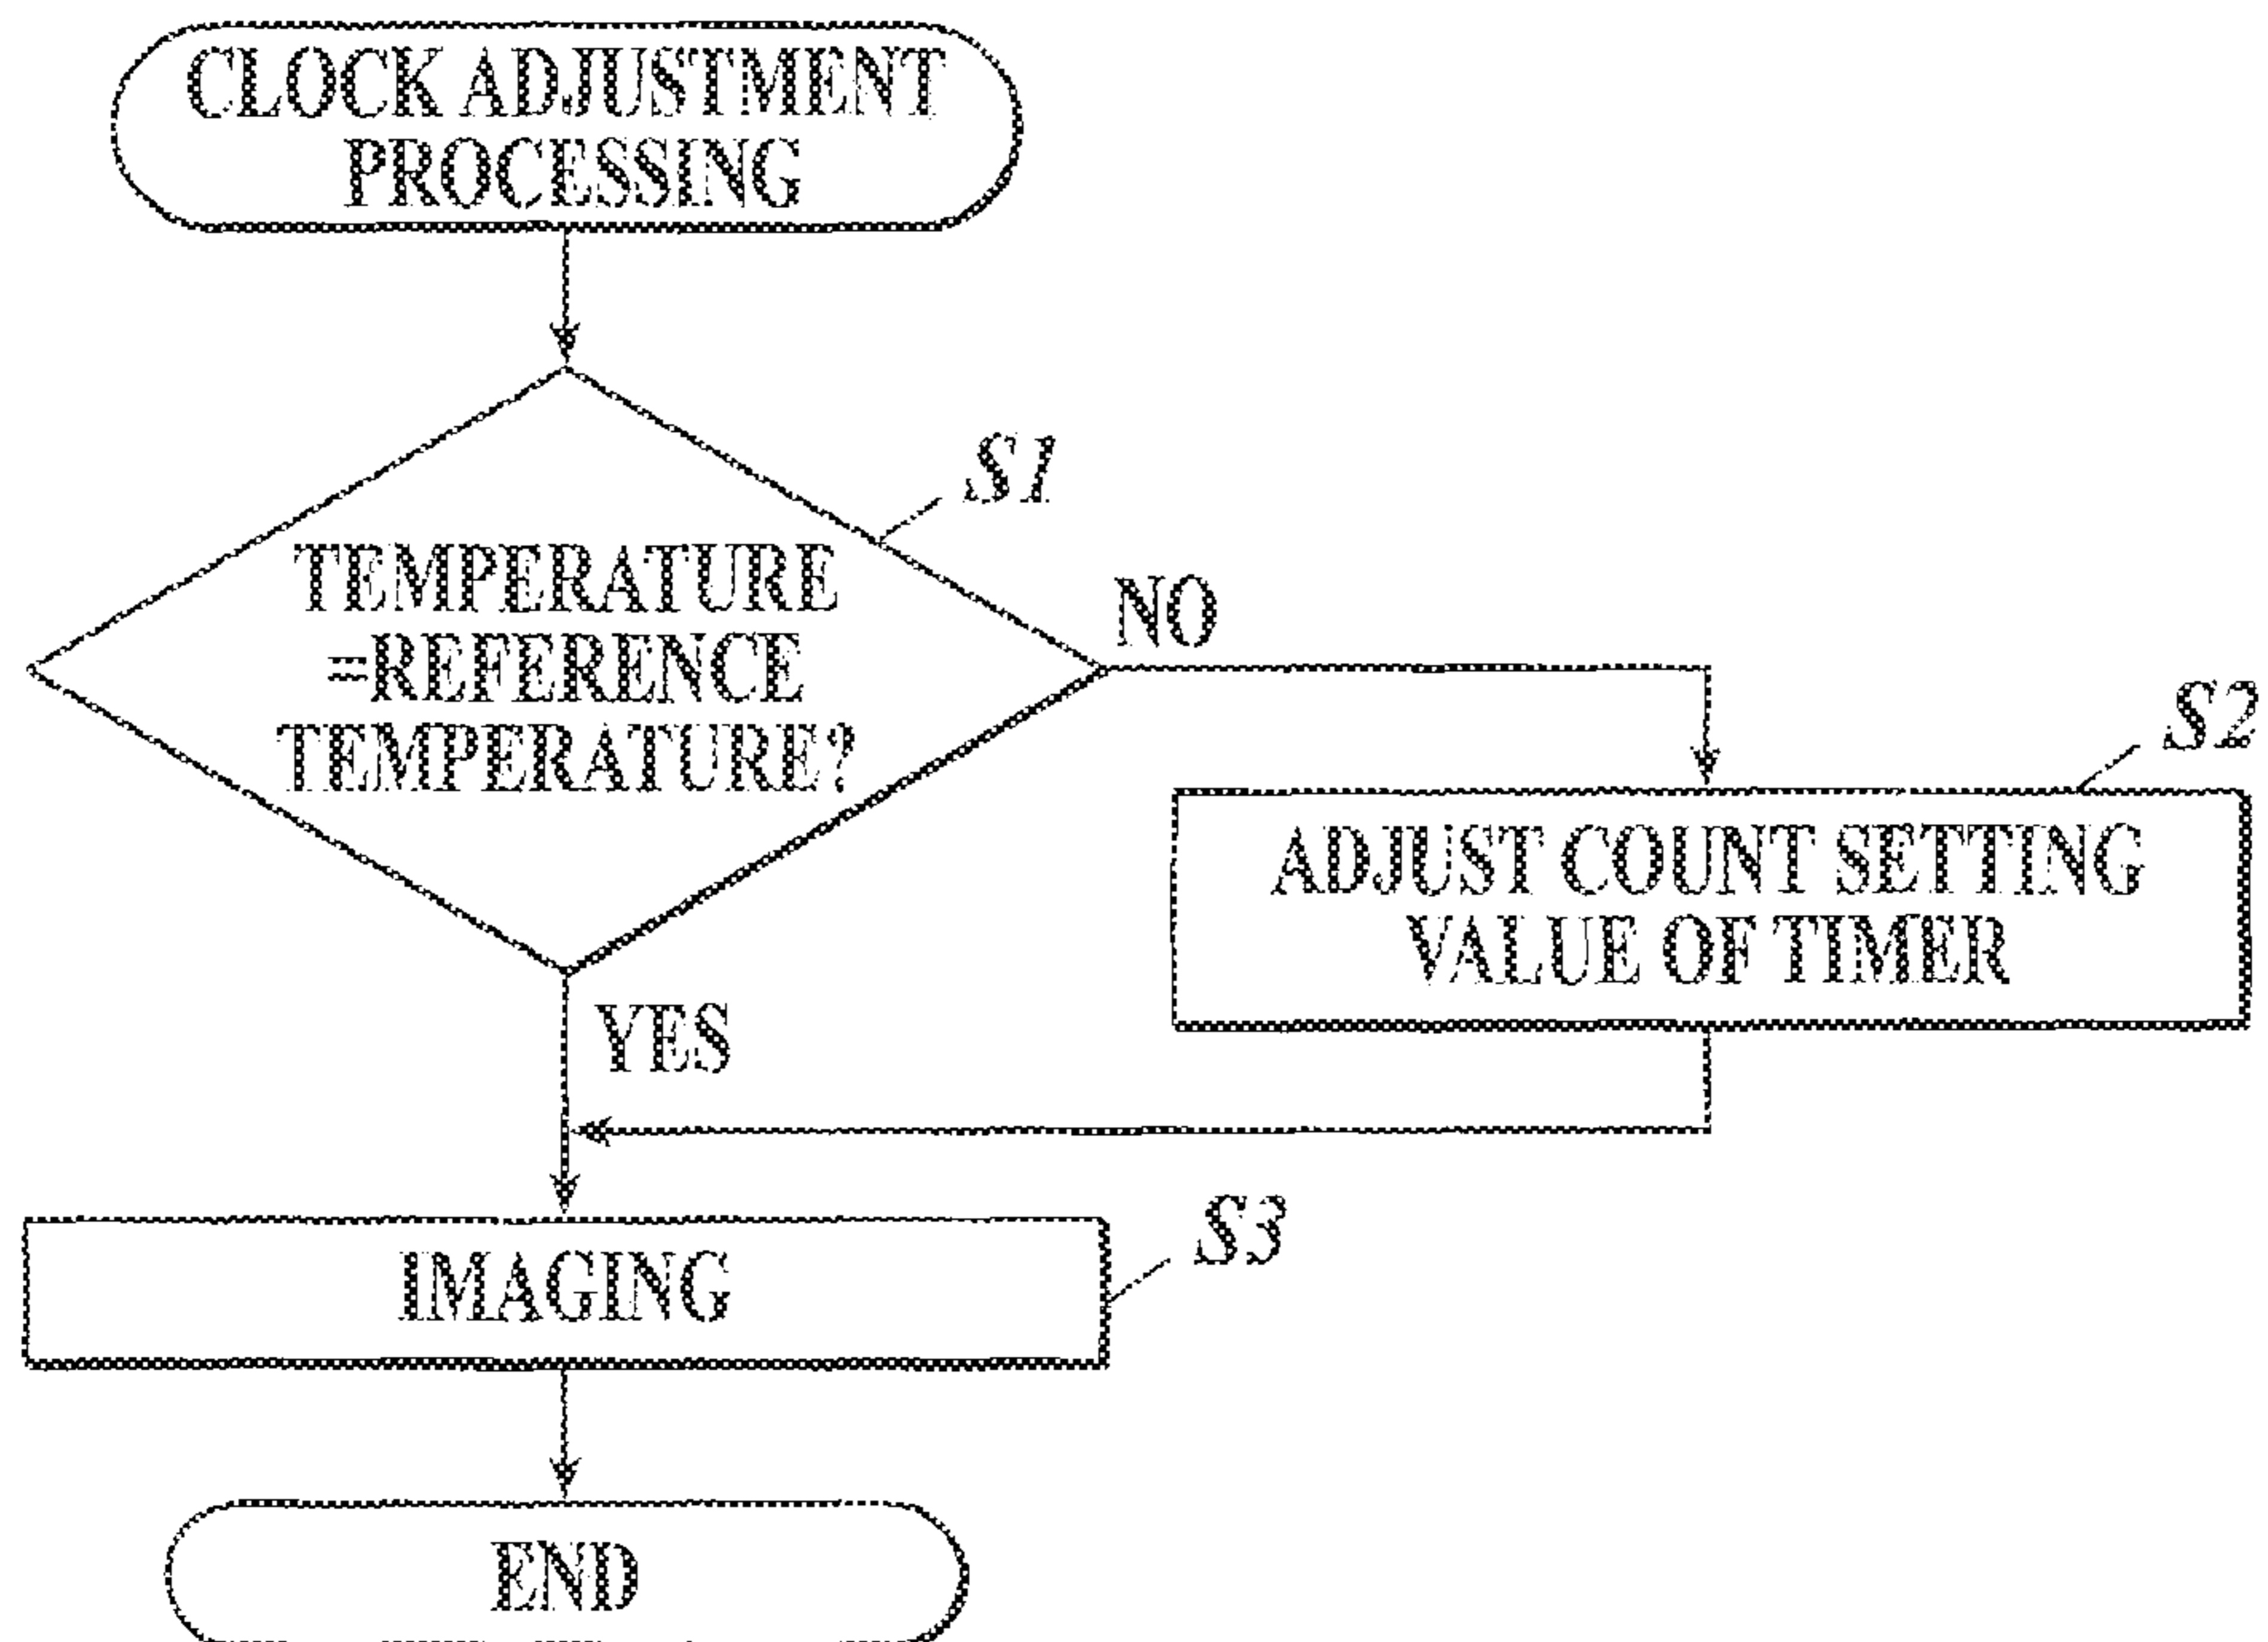 CLOCK ADJUSTMENT
PROCESSING
S1
TEMPERATURE
=REFERENCE
TEMPERATURE?
NO
S2
ADJUST COUNT SETTING
VALUE OF TIMER
YES
S3
IMAGING
END